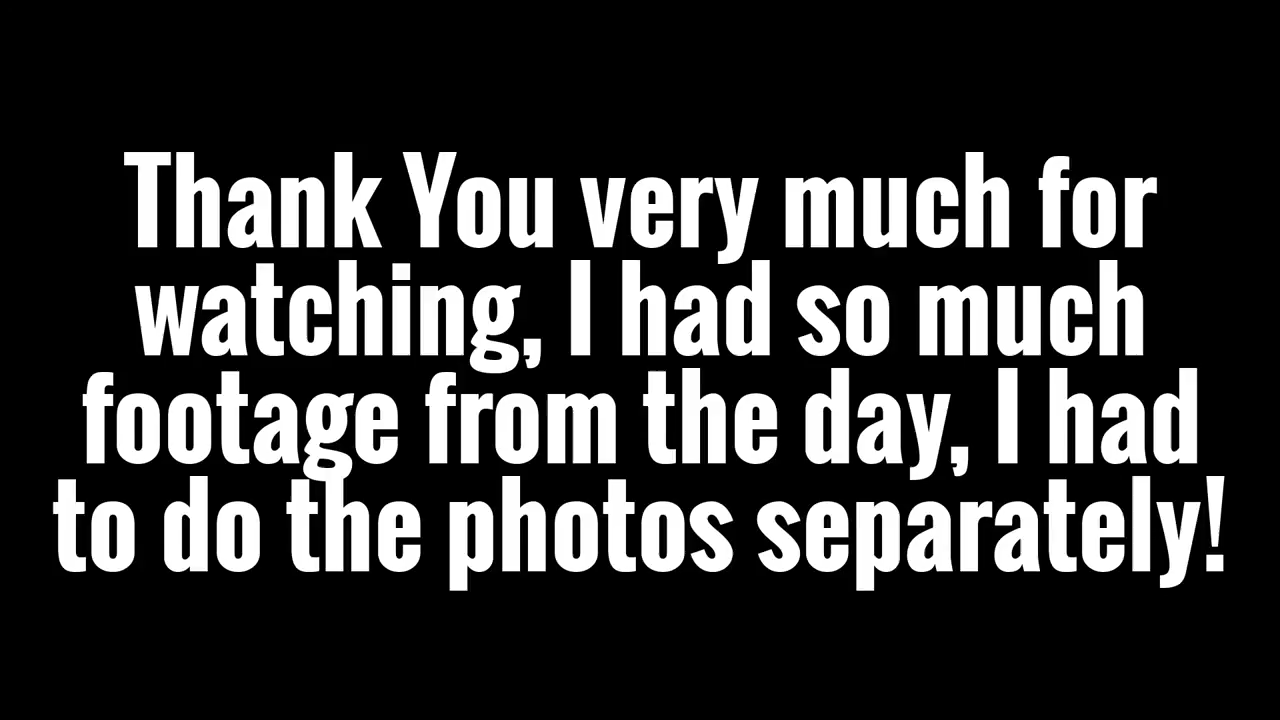 Thank You very much for
watching, I had so much
footage from the day, I had
to do the photos separately!